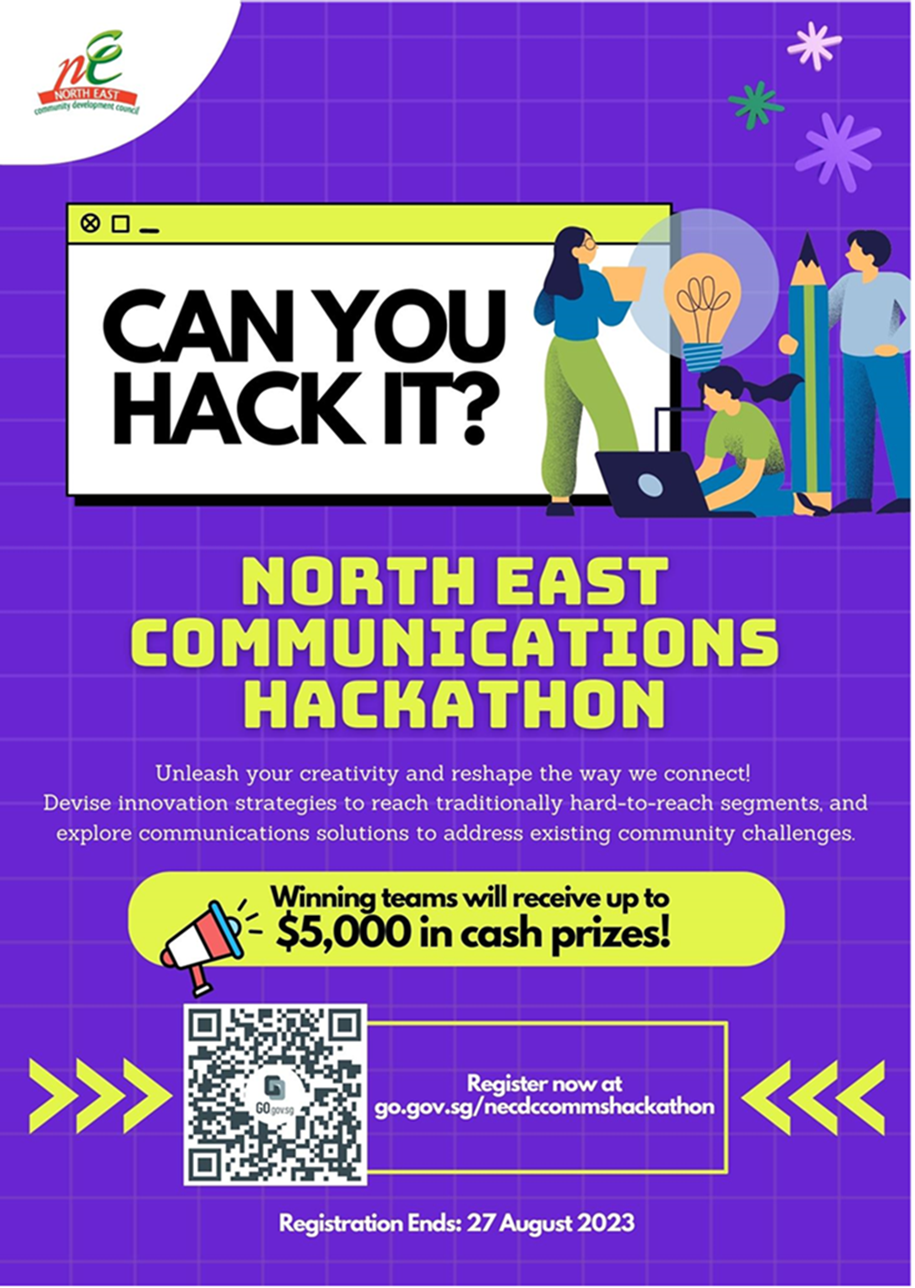 ne
NORTH EAST
community development council
CAN YOU
HACK IT?
NORTH EAST
COMMUNICATIONS
HACKATHON
Unleash your creativity and reshape the way we connect!
Devise innovation strategies to reach traditionally hard-to-reach segments, and
explore communications solutions to address existing community challenges.
Winning teams will receive up to
$5,000 in cash prizes!
GOgovsg
Register now at
go.gov.sg/necdccommshackathon
Registration Ends: 27 August 2023